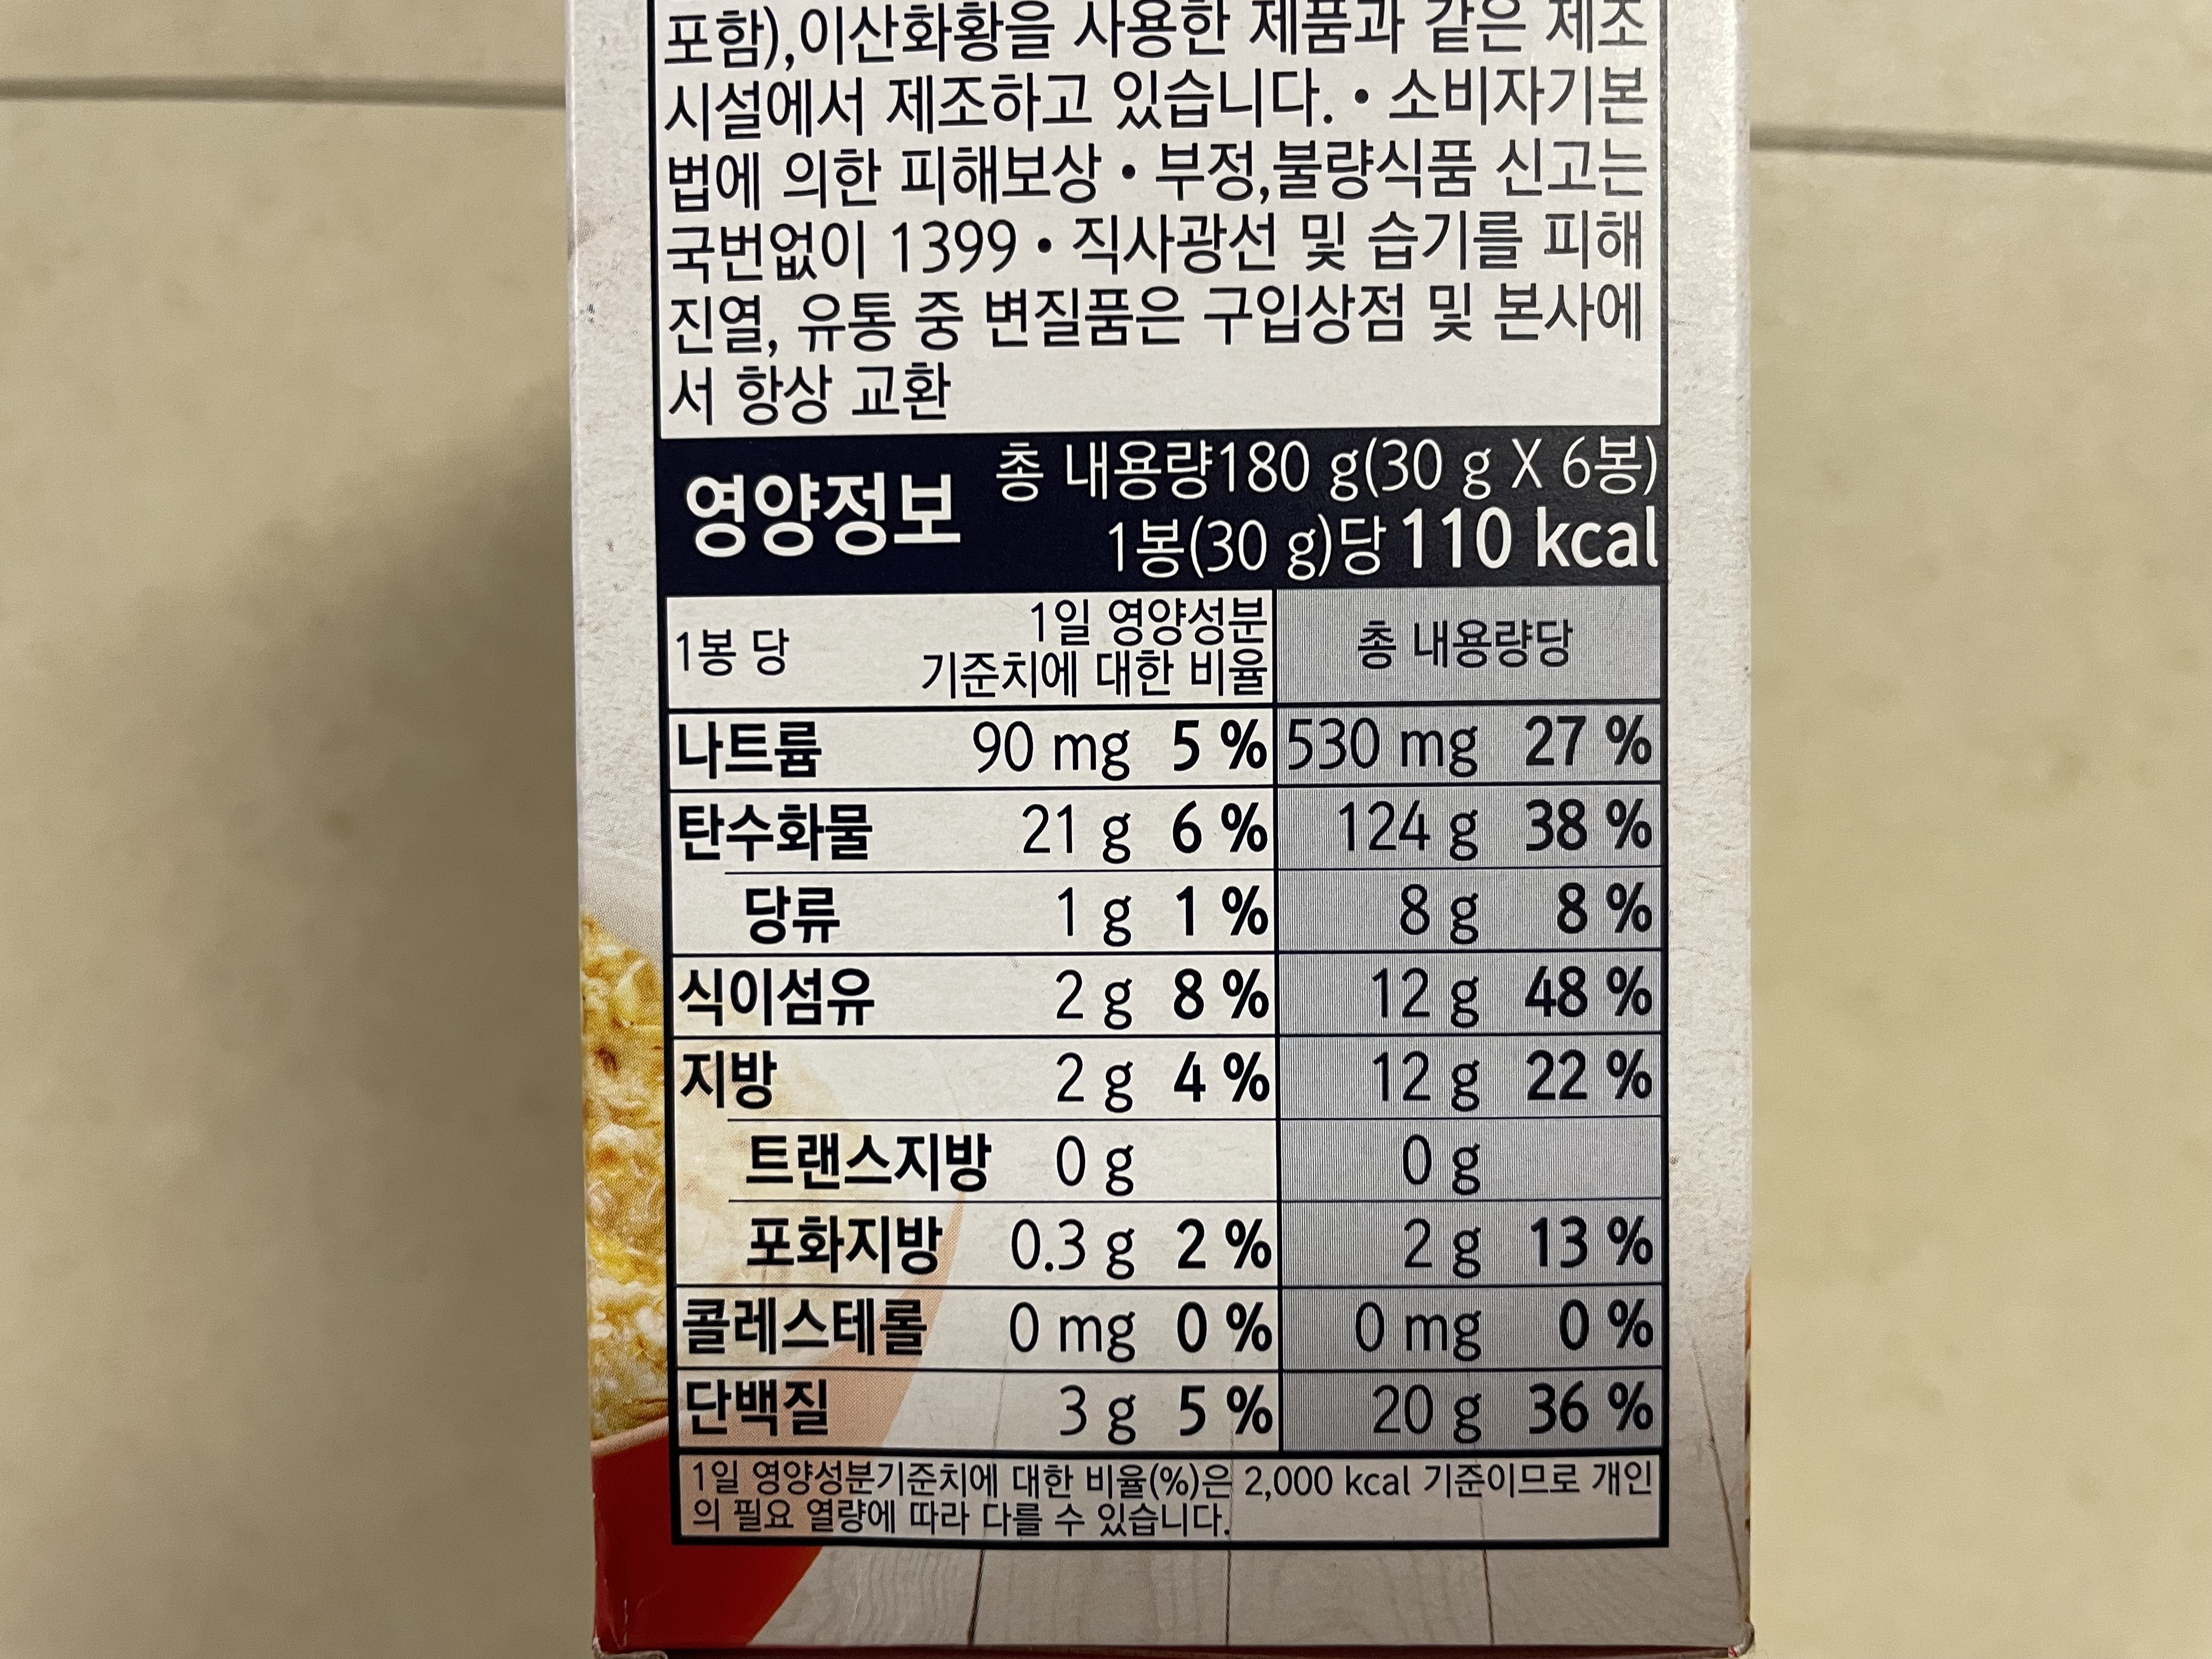 포함),이산화황을 사용한 제품과 같은 제조
시설에서 제조하고 있습니다. • 소비자기본
법에 의한 피해보상 • 부정,불량식품 신고는
국번없이 1399 • 직사광선 및 습기를 피해
진열, 유통 중 변질품은 구입상점 및 본사에
서 항상 교환
영양정보 총 내용량180 g(30 g X 6봉)
1봉(30 g)당 110 kcal
1봉 당 1일 영양성분 기준치에 대한 비율 총 내용량당
나트륨 90 mg 5 % 530 mg 27 %
탄수화물 21 g 6 % 124 g 38 %
당류 1 g 1 % 8 g 8 %
식이섬유 2 g 8 % 12 g 48 %
지방 2 g 4 % 12 g 22 %
트랜스지방 0 g 0 g
포화지방 0.3 g 2 % 2 g 13 %
콜레스테롤 0 mg 0 % 0 mg 0 %
단백질 3 g 5 % 20 g 36 %
1일 영양성분기준치에 대한 비율(%)은 2,000 kcal 기준이므로 개인
의 필요 열량에 따라 다를 수 있습니다.